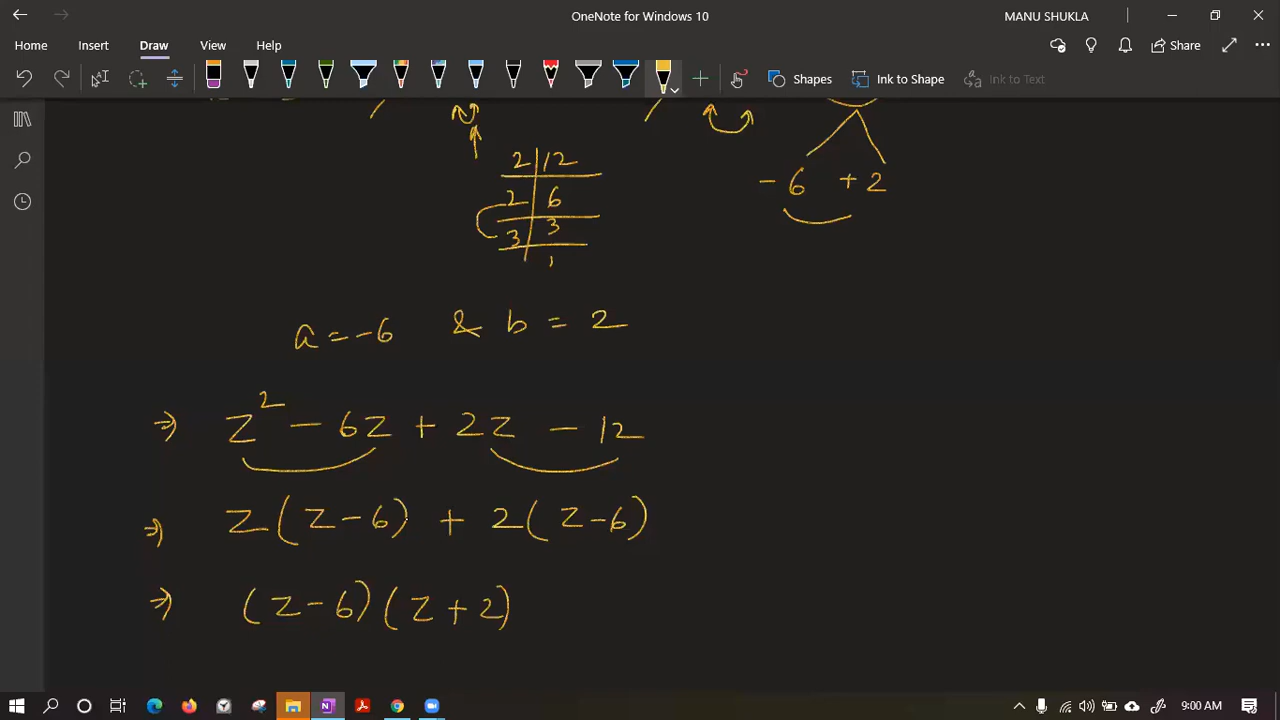 OneNote for Windows 10
MANU SHUKLA
Home Insert Draw View Help
Share
Shapes
Ink to Shape
Ink to Text
2 | 12
2 | 6
3 | 3
1
- 6 + 2
a = -6 & b = 2
⇒ z² - 6z + 2z - 12
⇒ z(z-6) + 2(z-6)
⇒ (z-6)(z+2)
9:00 AM